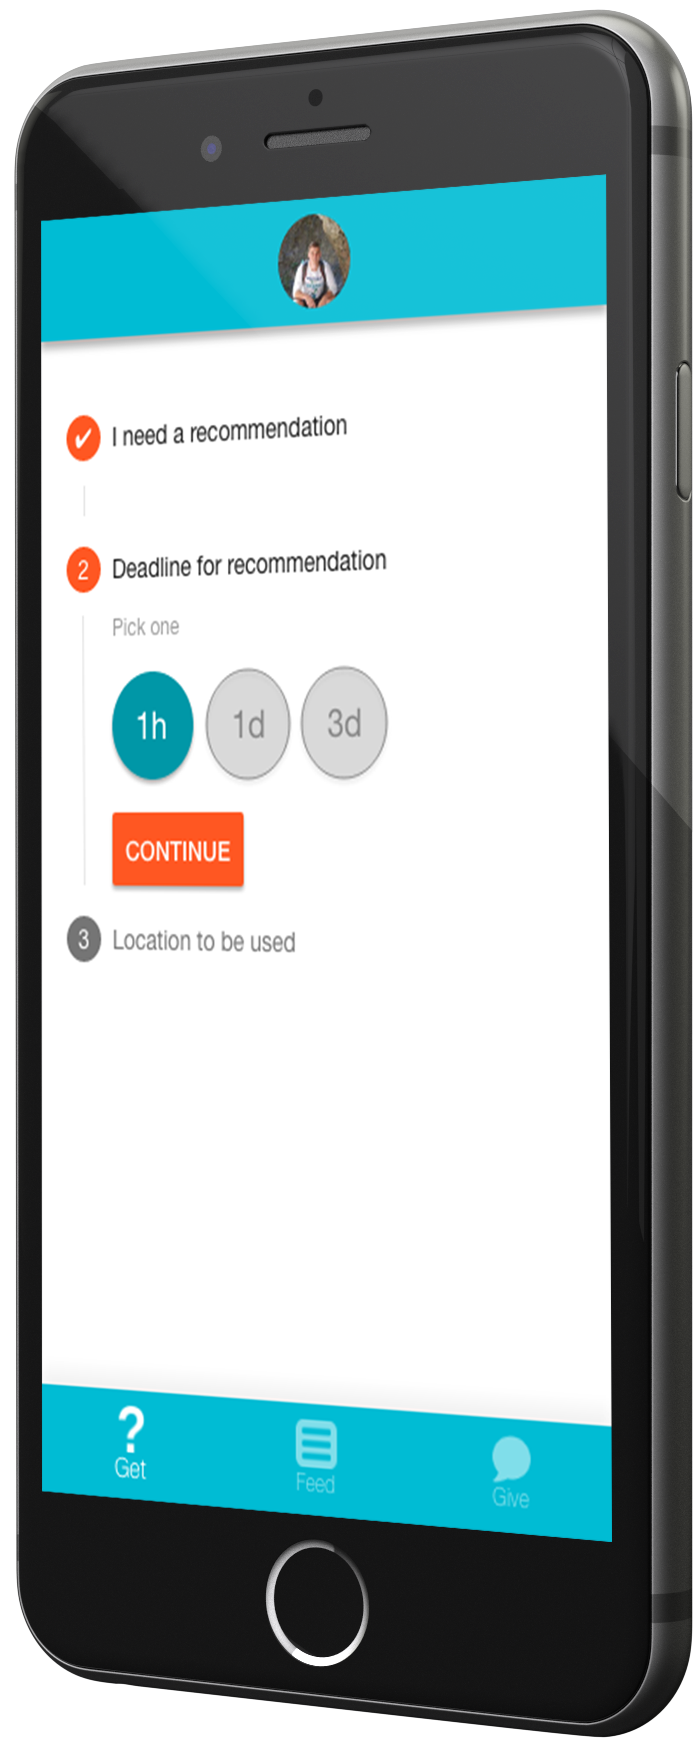 I need a recommendation
2 Deadline for recommendation
Pick one
1h 1d 3d
CONTINUE
3 Location to be used
? Get
Feed
Give